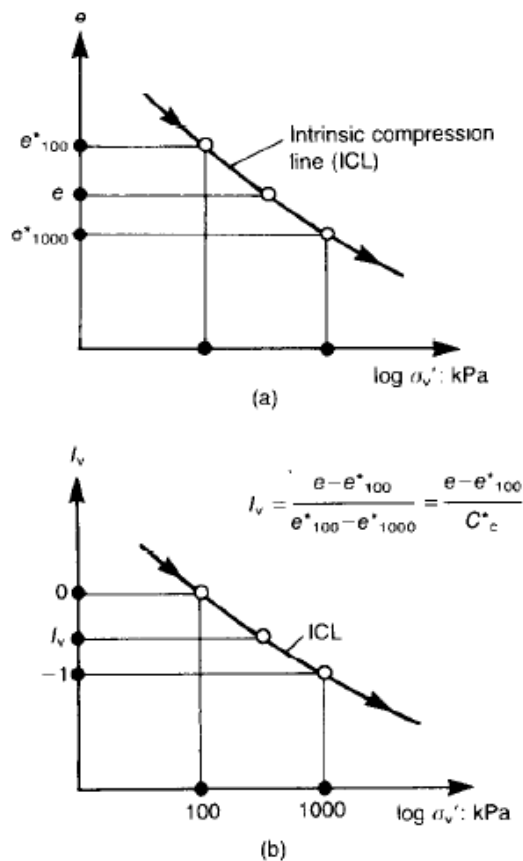 e
e*₁₀₀
Intrinsic compression
line (ICL)
e
e*₁₀₀₀
log σᵥ′: kPa
(a)
Iᵥ
Iᵥ = (e−e*₁₀₀)/(e*₁₀₀−e*₁₀₀₀) = (e−e*₁₀₀)/C*c
0
ICL
Iᵥ
−1
100 1000 log σᵥ′: kPa
(b)